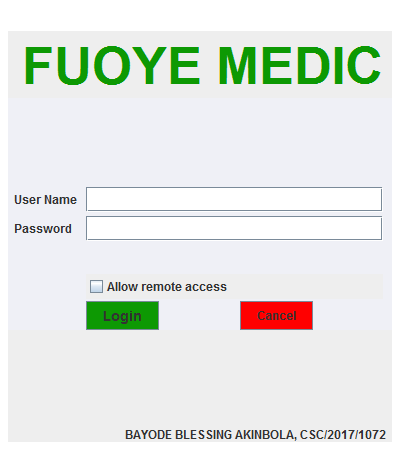 FUOYE MEDIC
User Name
Password
Allow remote access
Login Cancel
BAYODE BLESSING AKINBOLA, CSC/2017/1072